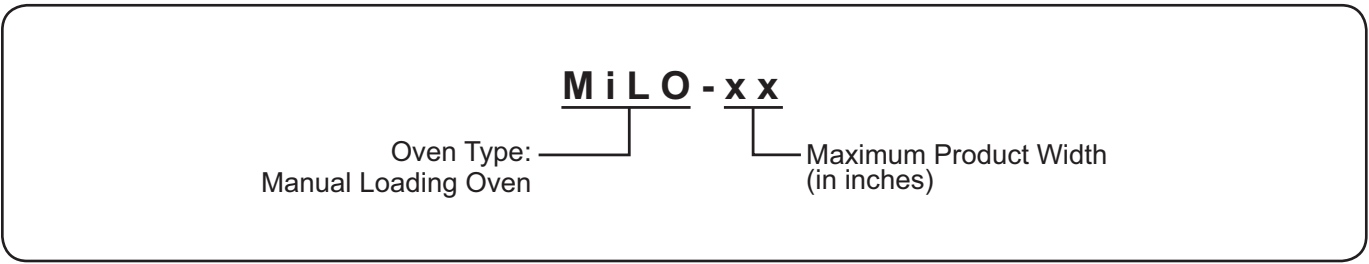 MiLO-xx
Oven Type:
Manual Loading Oven
Maximum Product Width
(in inches)